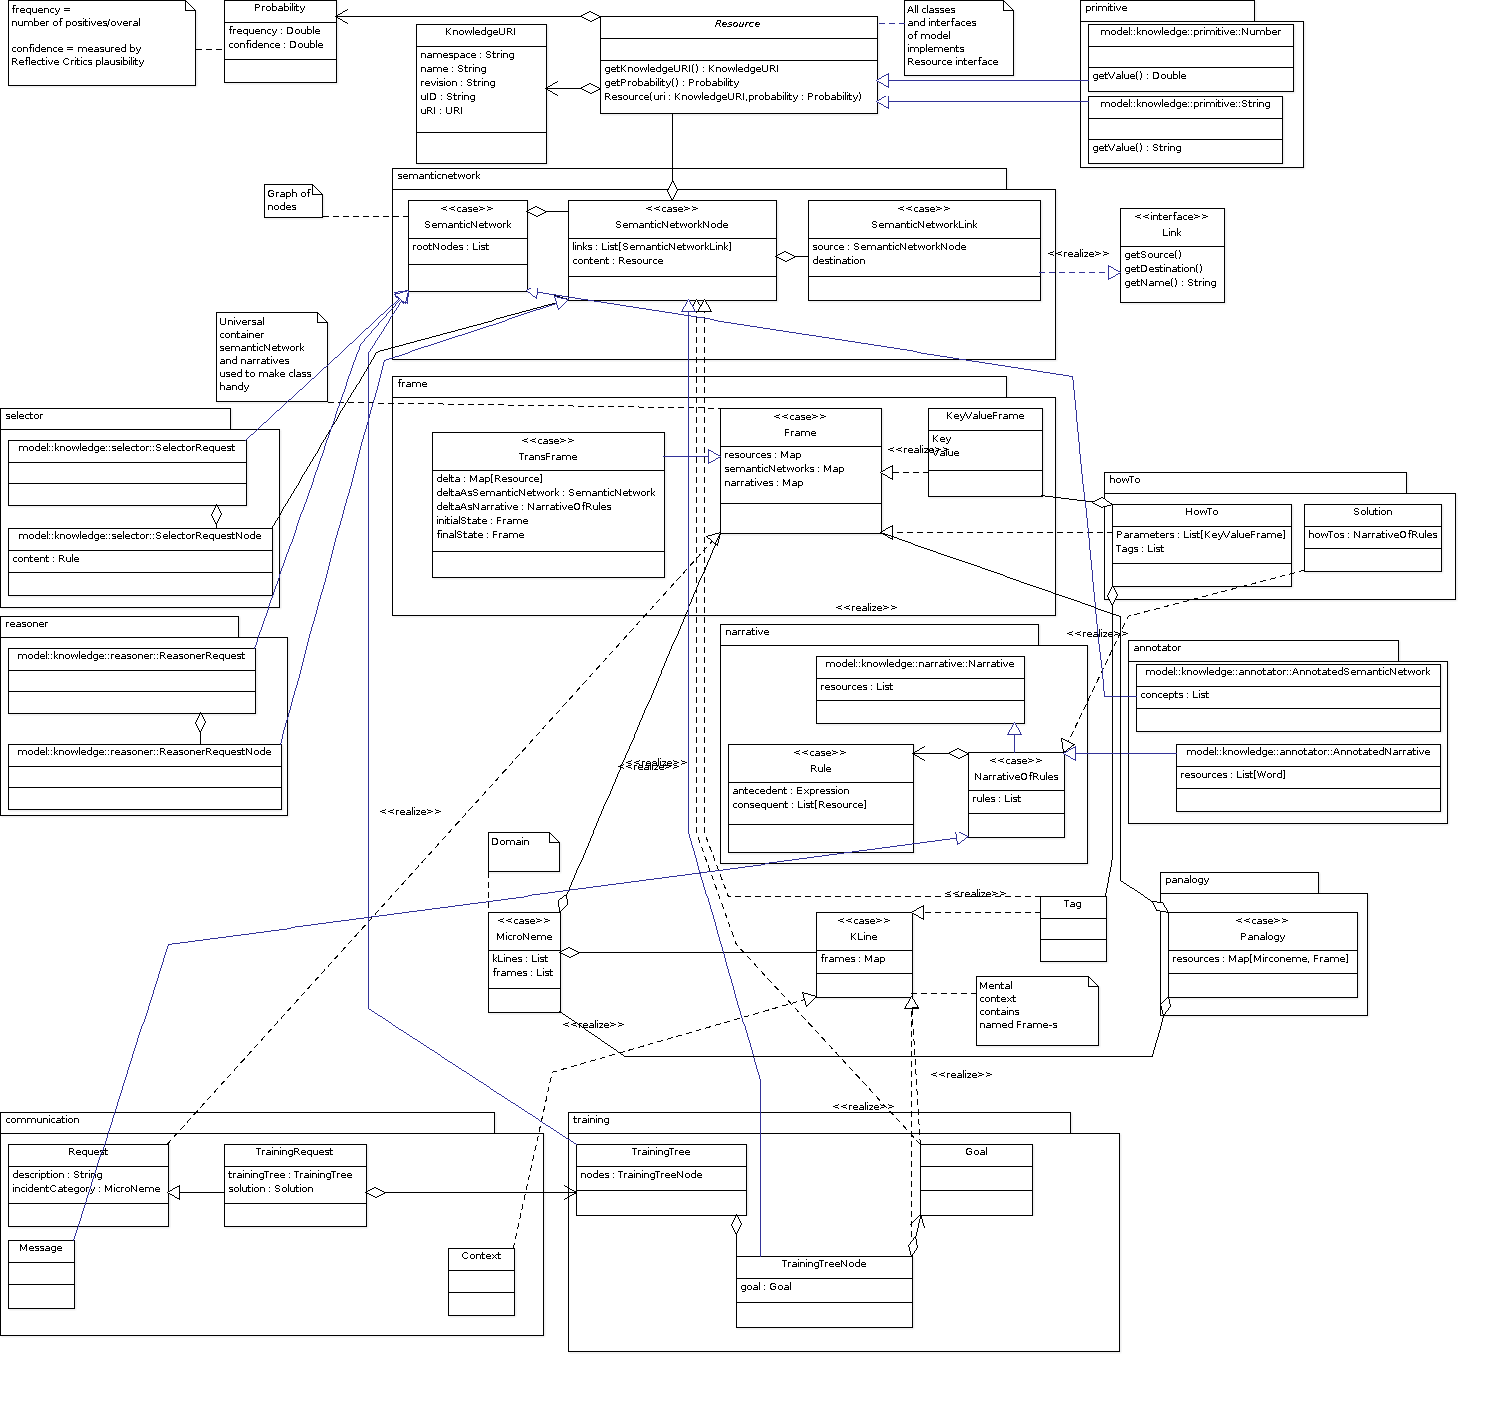 frequency =
number of positives/overal
confidence = measured by
Reflective Critics plausibility
Probability
frequency : Double
confidence : Double
KnowledgeURI
namespace : String
name : String
revision : String
uID : String
uRI : URI
Resource
getKnowledgeURI() : KnowledgeURI
getProbability() : Probability
Resource(uri : KnowledgeURI,probability : Probability)
All classes
and interfaces
of model
implements
Resource interface
primitive
model::knowledge::primitive::Number
getValue() : Double
model::knowledge::primitive::String
getValue() : String
semanticnetwork
Graph of
nodes
<<case>>
SemanticNetwork
rootNodes : List
<<case>>
SemanticNetworkNode
links : List[SemanticNetworkLink]
content : Resource
<<case>>
SemanticNetworkLink
source : SemanticNetworkNode
destination
<<realize>>
<<interface>>
Link
getSource()
getDestination()
getName() : String
Universal
container
semanticNetwork
and narratives
used to make class
handy
frame
<<case>>
TransFrame
delta : Map[Resource]
deltaAsSemanticNetwork : SemanticNetwork
deltaAsNarrative : NarrativeOfRules
initialState : Frame
finalState : Frame
<<case>>
Frame
resources : Map
semanticNetworks : Map
narratives : Map
KeyValueFrame
Key
Value
<<realize>>
<<realize>>
selector
model::knowledge::selector::SelectorRequest
model::knowledge::selector::SelectorRequestNode
content : Rule
howTo
HowTo
Parameters : List[KeyValueFrame]
Tags : List
Solution
howTos : NarrativeOfRules
<<realize>>
reasoner
model::knowledge::reasoner::ReasonerRequest
model::knowledge::reasoner::ReasonerRequestNode
narrative
model::knowledge::narrative::Narrative
resources : List
<<case>>
Rule
antecedent : Expression
consequent : List[Resource]
<<case>>
NarrativeOfRules
rules : List
annotator
model::knowledge::annotator::AnnotatedSemanticNetwork
concepts : List
model::knowledge::annotator::AnnotatedNarrative
resources : List[Word]
<<realize>>
<<realize>>
<<realize>>
Domain
<<case>>
MicroNeme
kLines : List
frames : List
<<case>>
KLine
frames : Map
<<realize>>
Tag
panalogy
<<case>>
Panalogy
resources : Map[Mirconeme, Frame]
Mental
context
contains
named Frame-s
<<realize>>
<<realize>>
<<realize>>
communication
Request
description : String
incidentCategory : MicroNeme
TrainingRequest
trainingTree : TrainingTree
solution : Solution
Message
Context
training
TrainingTree
nodes : TrainingTreeNode
Goal
TrainingTreeNode
goal : Goal